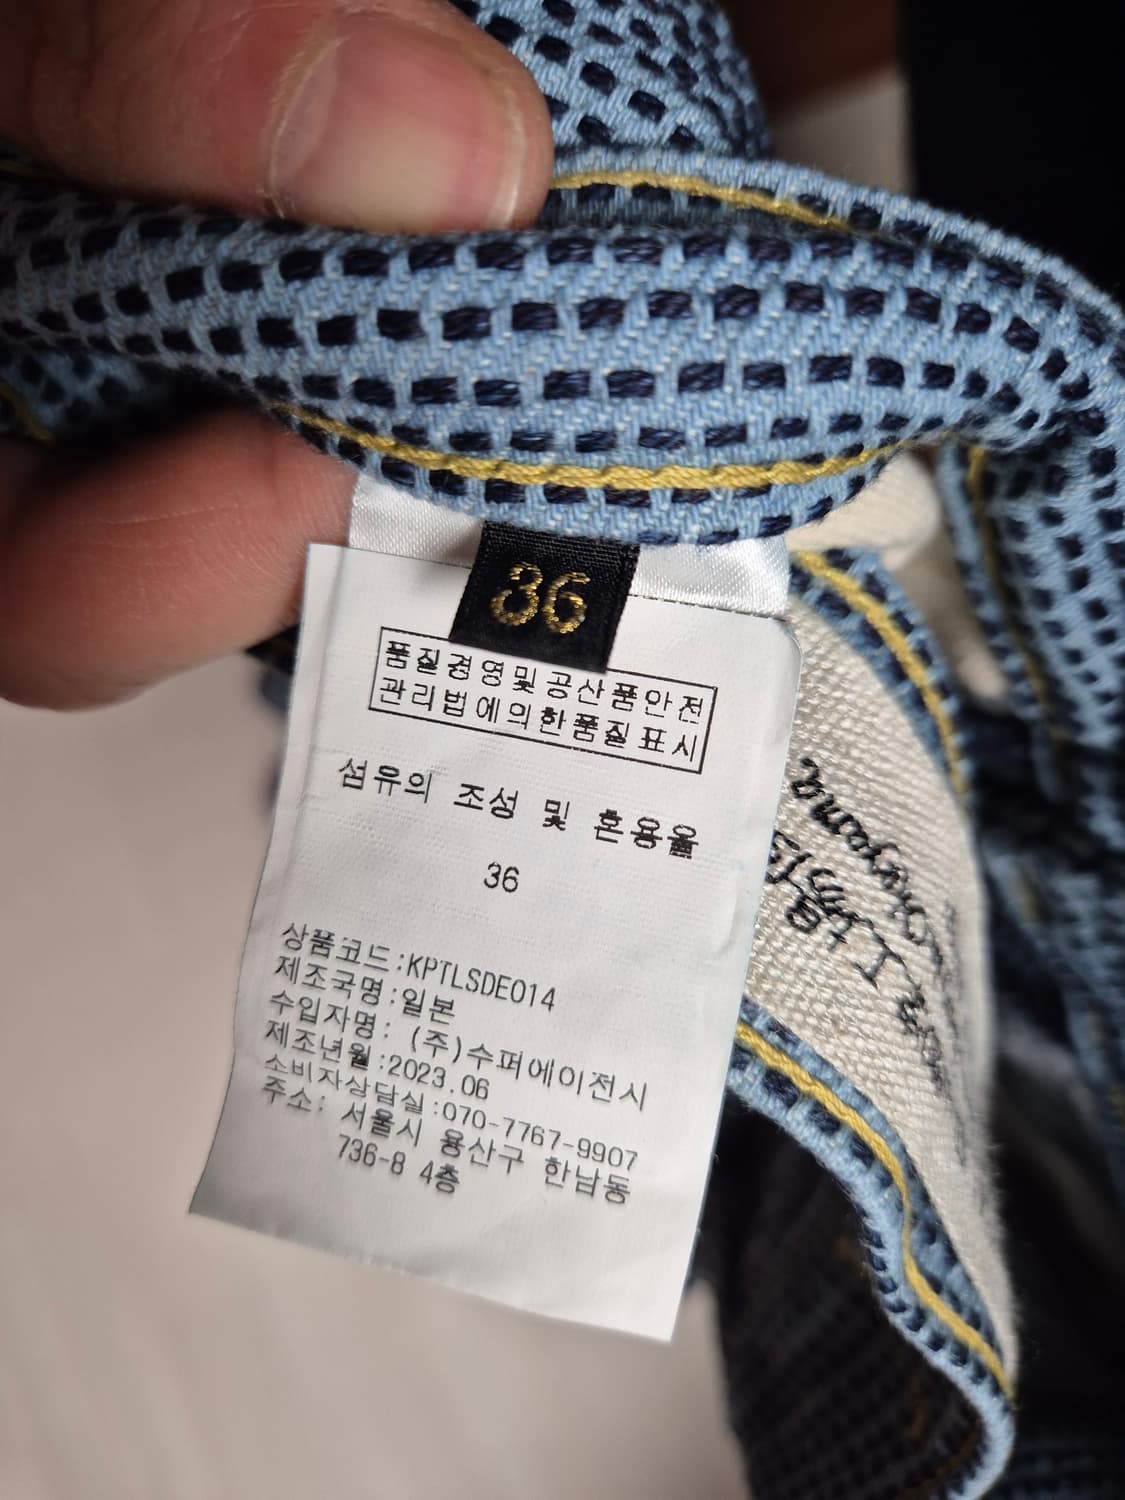 36
품질경영및공산품안전
관리법에의한품질표시
섬유의 조성 및 혼용율
36
상품코드:KPTLSDE014
제조국명:일본
수입자명: (주)수퍼에이전시
제조년월:2023.06
소비자상담실:070-7767-9907
주소: 서울시 용산구 한남동
736-8 4층